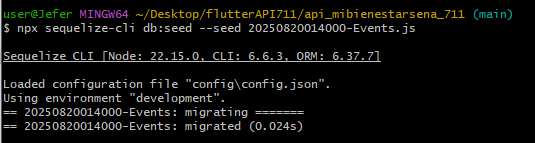 user@Jefer MINGW64 ~/Desktop/flutterAPI711/api_mibienestarsena_711 (main)
$ npx sequelize-cli db:seed --seed 20250820014000-Events.js
Sequelize CLI [Node: 22.15.0, CLI: 6.6.3, ORM: 6.37.7]
Loaded configuration file "config\config.json".
Using environment "development".
== 20250820014000-Events: migrating =======
== 20250820014000-Events: migrated (0.024s)